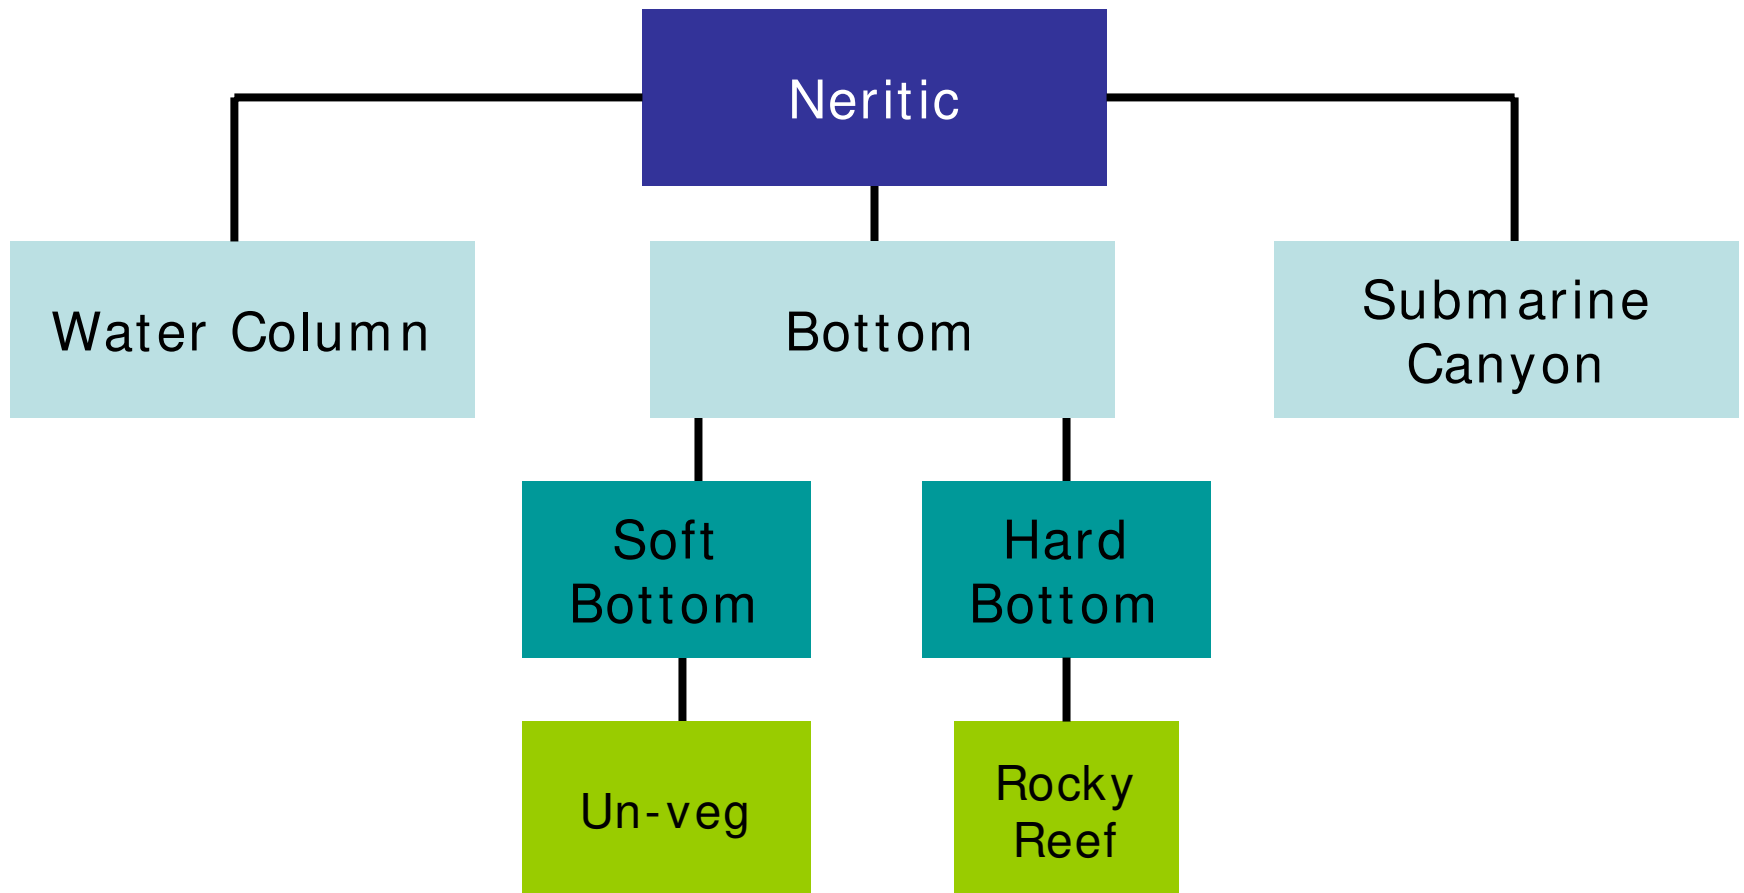 Neritic
Water Column
Bottom
Submarine
Canyon
Soft
Bottom
Hard
Bottom
Un-veg
Rocky
Reef